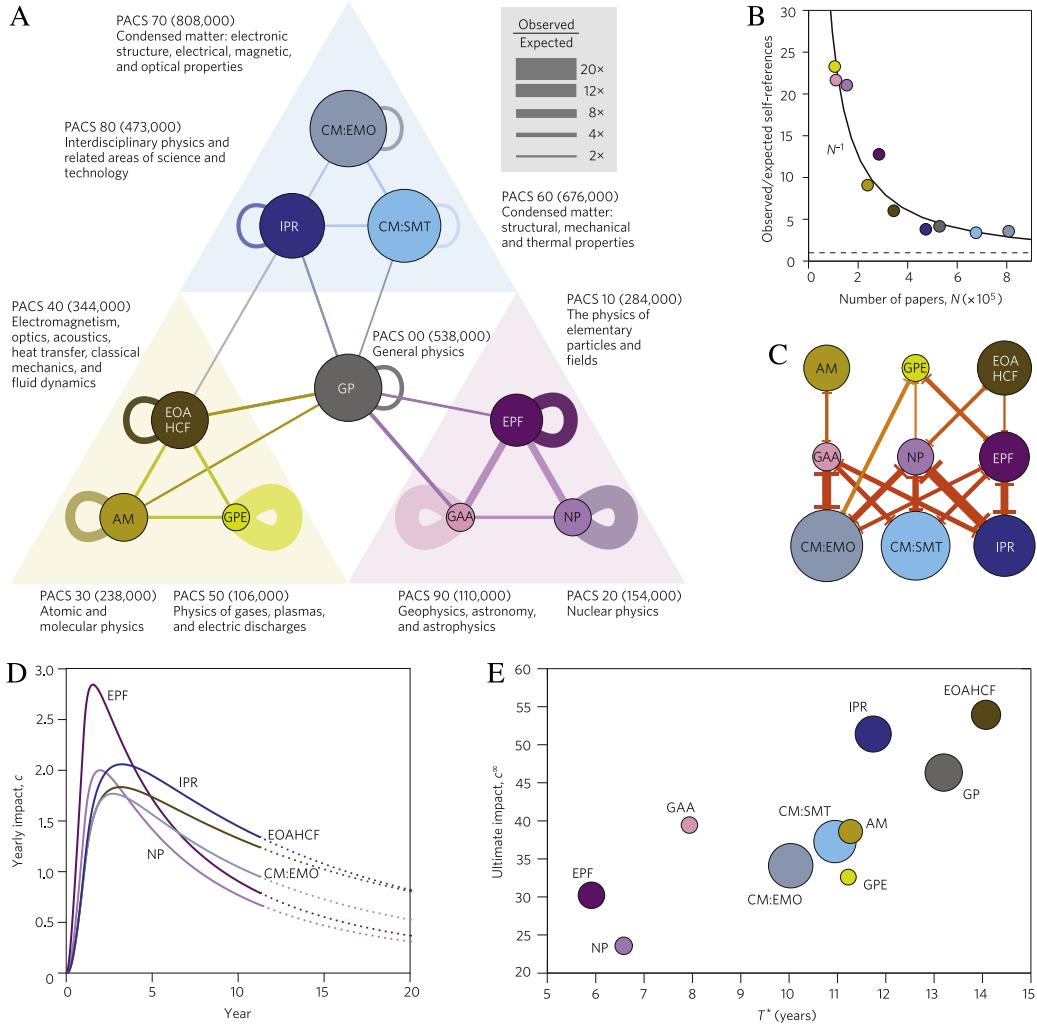 A
PACS 70 (808,000)
Condensed matter: electronic
structure, electrical, magnetic,
and optical properties
PACS 80 (473,000)
Interdisciplinary physics and
related areas of science and
technology
Observed
Expected
20×
12×
8×
4×
2×
CM:EMO
IPR
CM:SMT
PACS 60 (676,000)
Condensed matter:
structural, mechanical
and thermal properties
PACS 40 (344,000)
Electromagnetism,
optics, acoustics,
heat transfer, classical
mechanics, and
fluid dynamics
PACS 00 (538,000)
General physics
PACS 10 (284,000)
The physics of
elementary
particles and
fields
GP
EOA
HCF
EPF
AM
GPE
GAA
NP
PACS 30 (238,000)
Atomic and
molecular physics
PACS 50 (106,000)
Physics of gases, plasmas,
and electric discharges
PACS 90 (110,000)
Geophysics, astronomy,
and astrophysics
PACS 20 (154,000)
Nuclear physics
B
Observed/expected self-references
30
25
20
15
10
5
0
N⁻¹
0
2
4
6
8
Number of papers, N (×10⁵)
C
AM
GPE
EOA
HCF
GAA
NP
EPF
CM:EMO
CM:SMT
IPR
D
Yearly impact, c
3.0
2.5
2.0
1.5
1.0
0.5
0
EPF
IPR
EOAHCF
NP
CM:EMO
0
5
10
15
20
Year
E
Ultimate impact, c∞
60
55
50
45
40
35
30
25
20
EOAHCF
IPR
GP
GAA
CM:SMT
AM
EPF
CM:EMO
GPE
NP
5
6
7
8
9
10
11
12
13
14
15
T* (years)